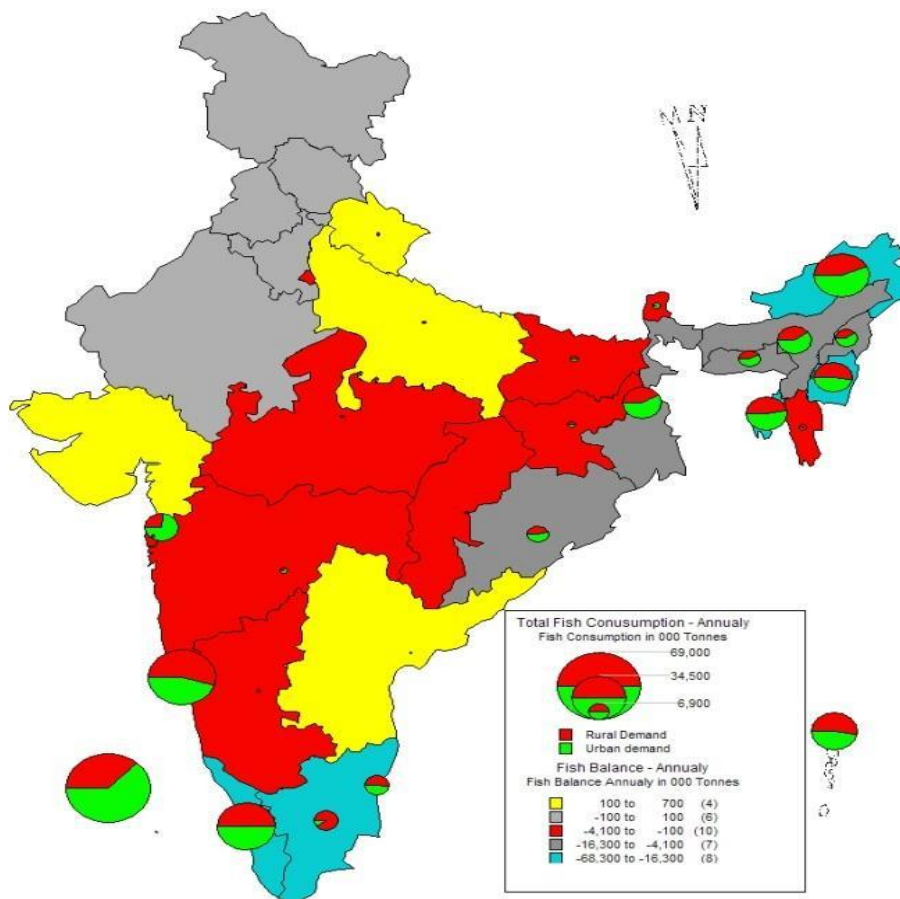 Total Fish Conusumption - Annualy
Fish Consumption in 000 Tonnes
69,000
34,500
6,900
Rural Demand
Urban demand
Fish Balance - Annualy
Fish Balance Annualy in 000 Tonnes
100 to 700 (4)
-100 to 100 (6)
-4,100 to -100 (10)
-16,300 to -4,100 (7)
-68,300 to -16,300 (8)